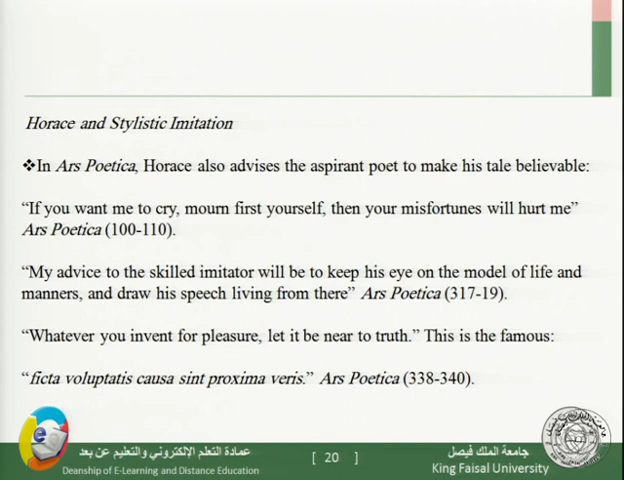 Horace and Stylistic Imitation
❖In Ars Poetica, Horace also advises the aspirant poet to make his tale believable:
“If you want me to cry, mourn first yourself, then your misfortunes will hurt me”
Ars Poetica (100-110).
“My advice to the skilled imitator will be to keep his eye on the model of life and
manners, and draw his speech living from there” Ars Poetica (317-19).
“Whatever you invent for pleasure, let it be near to truth.” This is the famous:
“ficta voluptatis causa sint proxima veris.” Ars Poetica (338-340).
عمادة التعلم الإلكتروني والتعليم عن بعد
Deanship of E-Learning and Distance Education
[ 20 ]
جامعة الملك فيصل
King Faisal University